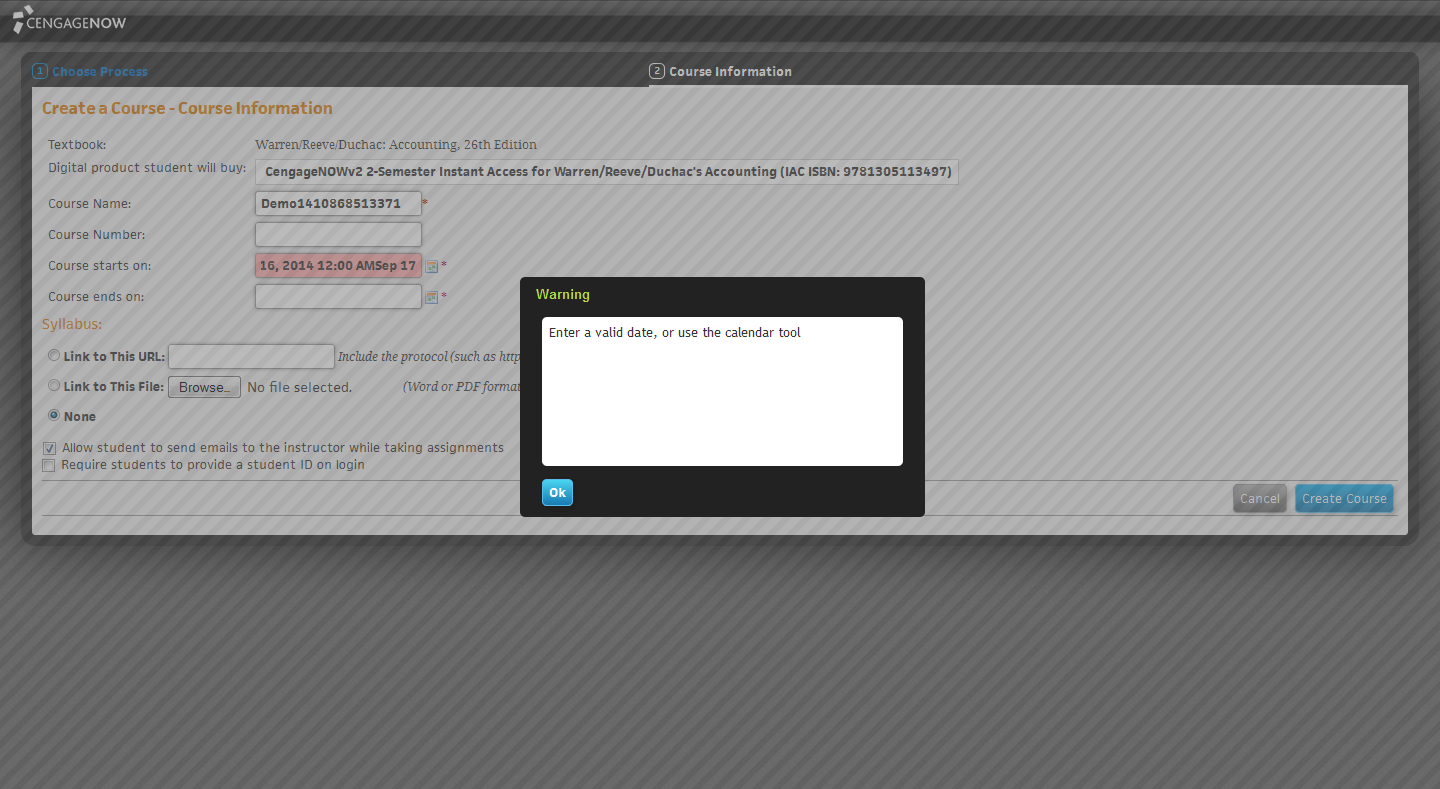 CENGAGENOW
1 Choose Process
2 Course Information
Create a Course - Course Information
Textbook: Warren/Reeve/Duchac: Accounting, 26th Edition
Digital product student will buy: CengageNOWv2 2-Semester Instant Access for Warren/Reeve/Duchac's Accounting (IAC ISBN: 9781305113497)
Course Name: Demo1410868513371 *
Course Number:
Course starts on: 16, 2014 12:00 AMSep 17 *
Course ends on: *
Syllabus:
Link to This URL: Include the protocol (such as http
Link to This File: Browse... No file selected. (Word or PDF format
None
Allow student to send emails to the instructor while taking assignments
Require students to provide a student ID on login
Cancel Create Course
Warning
Enter a valid date, or use the calendar tool
Ok